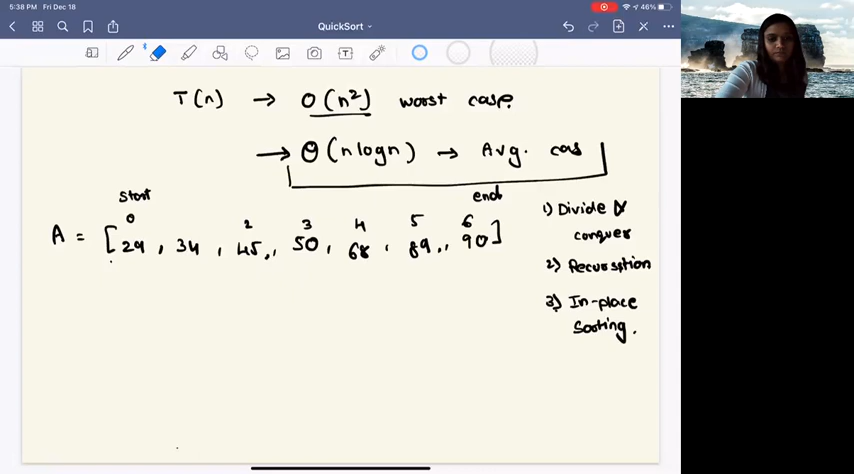 5:38 PM Fri Dec 18
46%
QuickSort
T(n) → O(n²) worst case.
→ Θ(nlogn) → Avg. cas
start
end
0 2 3 4 5 6
A = [29, 34, 45,, 50, 68, 89,, 90]
1) Divide &
conquer
2) Recurstion
3) In-place
Sorting.